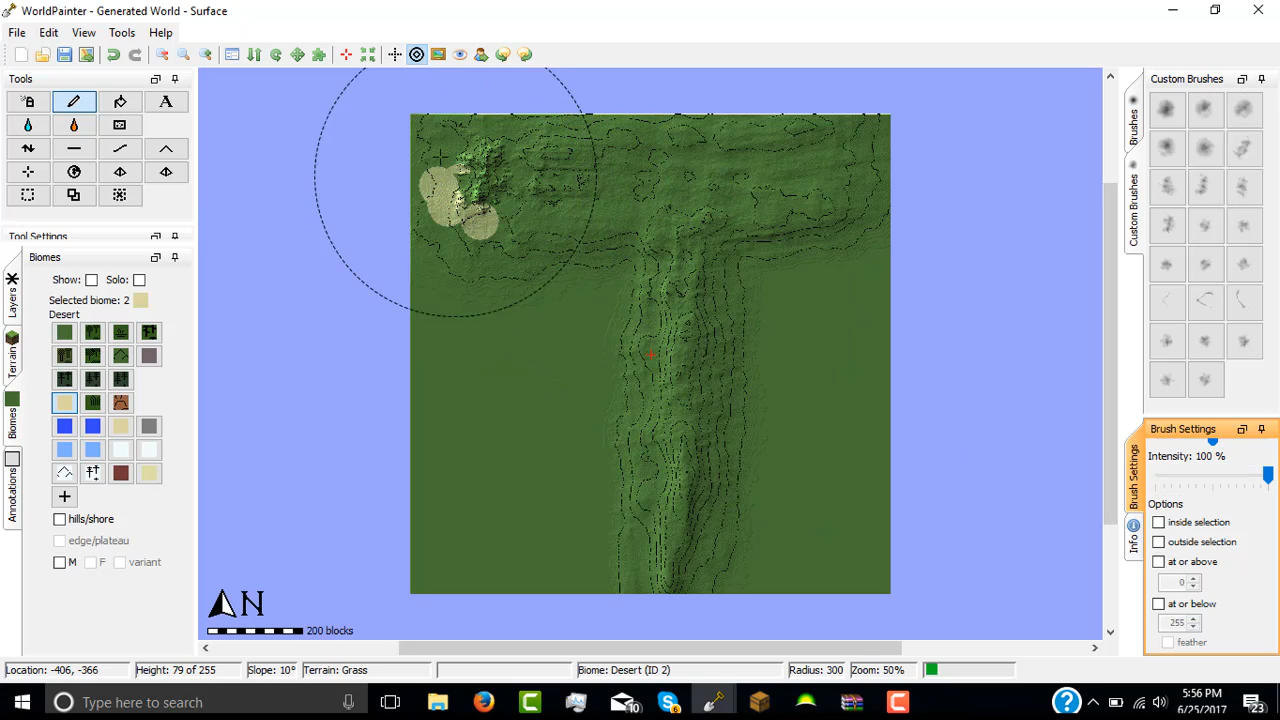 WorldPainter - Generated World - Surface
File Edit View Tools Help
Tools
Tool Settings
Biomes
Show: Solo:
Selected biome: 2
Desert
hills/shore
edge/plateau
M F variant
Layers
Terrain
Biomes
Annotations
A
N
200 blocks
Custom Brushes
Brushes
Custom Brushes
Brush Settings
Intensity: 100 %
Options
inside selection
outside selection
at or above
0
at or below
255
feather
Brush Settings
Info
Location: -406, -366 Height: 79 of 255 Slope: 10° Terrain: Grass Biome: Desert (ID 2) Radius: 300 Zoom: 50%
Type here to search
10
6
5:56 PM
6/25/2017
23